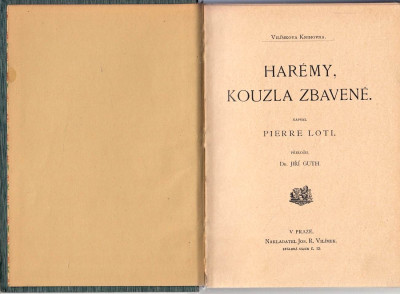 Vilímkova Knihovna.
HARÉMY,
KOUZLA ZBAVENÉ.
NAPSAL
PIERRE LOTI.
PŘELOŽIL
Dr. JIŘÍ GUTH
V PRAZE.
Nakladatel Jos. R. Vilímek.